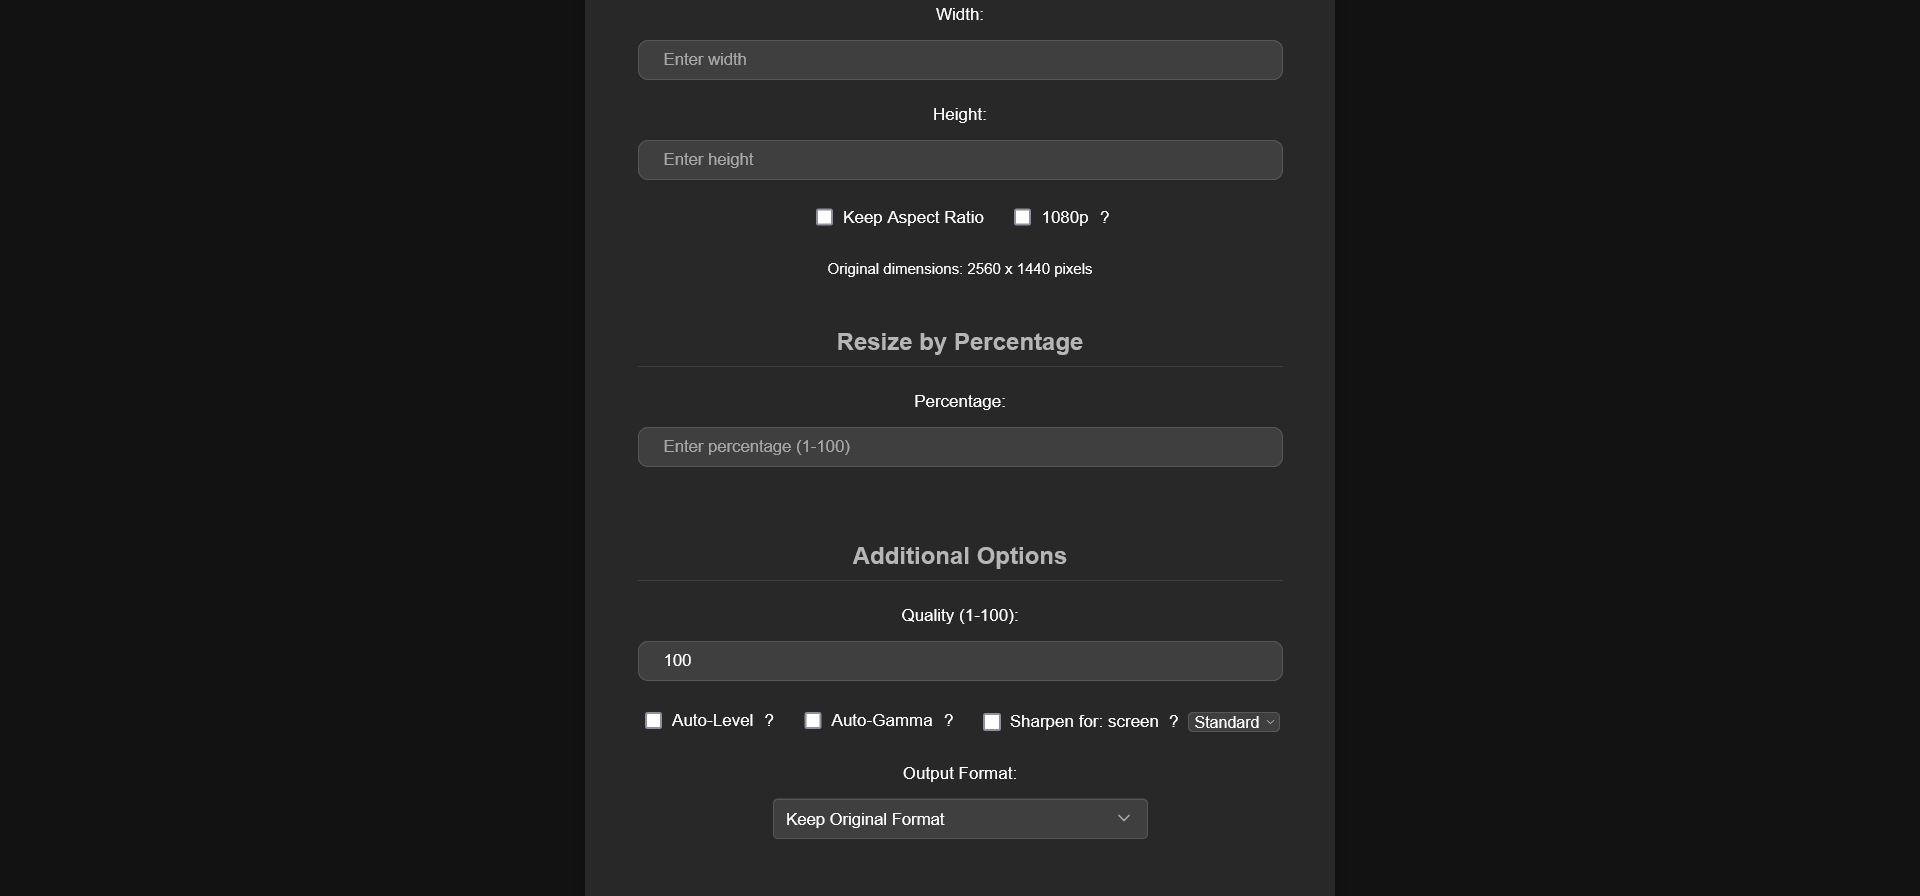 Width:
Enter width
Height:
Enter height
Keep Aspect Ratio 1080p ?
Original dimensions: 2560 x 1440 pixels
Resize by Percentage
Percentage:
Enter percentage (1-100)
Additional Options
Quality (1-100):
100
Auto-Level ? Auto-Gamma ? Sharpen for: screen ? Standard
Output Format:
Keep Original Format